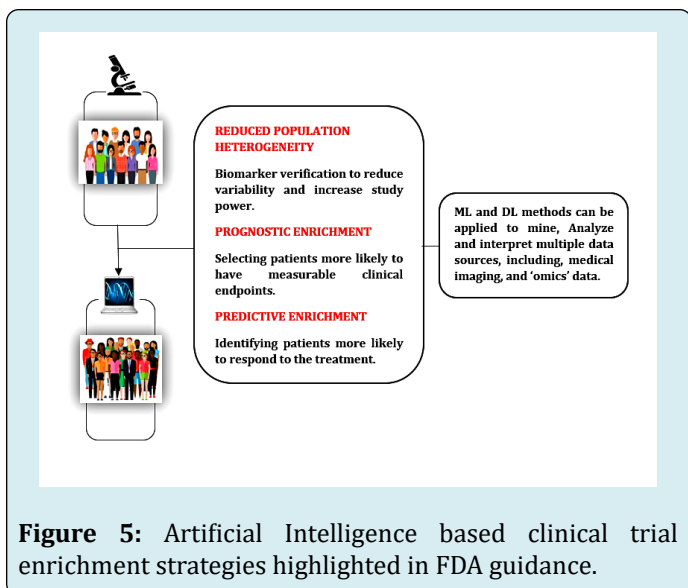 REDUCED POPULATION
HETEROGENEITY
Biomarker verification to reduce
variability and increase study
power.
PROGNOSTIC ENRICHMENT
Selecting patients more likely to
have measurable clinical
endpoints.
PREDICTIVE ENRICHMENT
Identifying patients more likely
to respond to the treatment.
ML and DL methods can be
applied to mine, Analyze
and interpret multiple data
sources, including, medical
imaging, and ‘omics’ data.
Figure 5: Artificial Intelligence based clinical trial
enrichment strategies highlighted in FDA guidance.